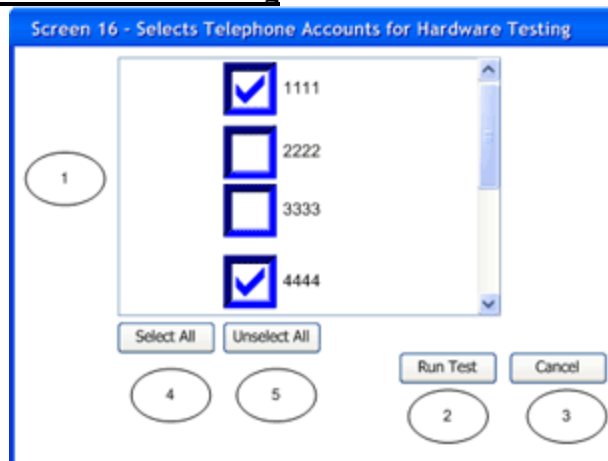 Screen 16 - Selects Telephone Accounts for Hardware Testing
1111
2222
1
3333
4444
Select All Unselect All
Run Test Cancel
4 5
2 3